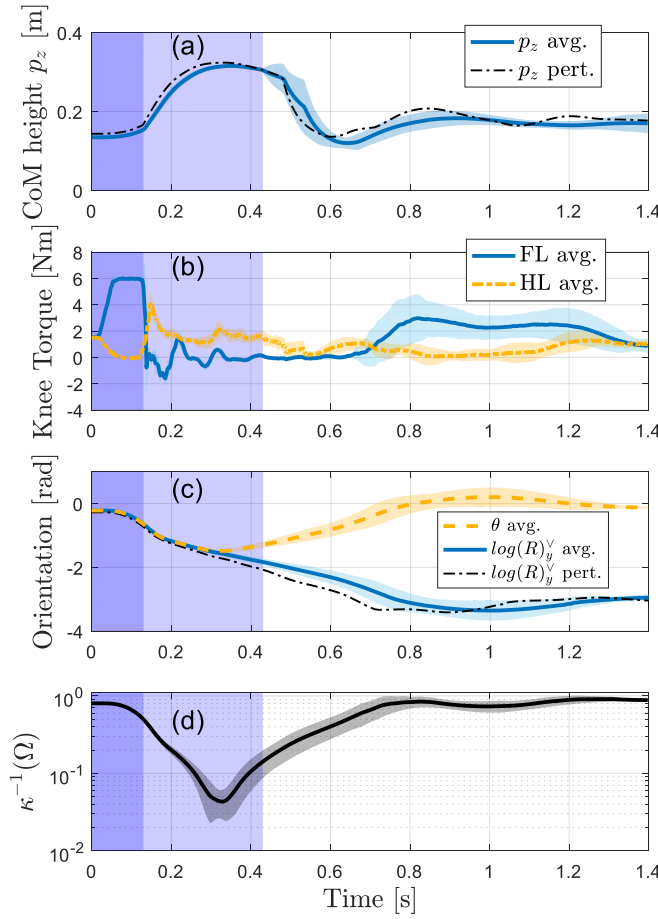 CoM height p_z [m]
0.4
0.2
0
(a)
p_z avg.
p_z pert.
0 0.2 0.4 0.6 0.8 1 1.2 1.4
Knee Torque [Nm]
8
6
4
2
0
2
4
(b)
FL avg.
HL avg.
0 0.2 0.4 0.6 0.8 1 1.2 1.4
Orientation [rad]
0
-2
-4
(c)
θ avg.
log(R)_y^∨ avg.
log(R)_y^∨ pert.
0 0.2 0.4 0.6 0.8 1 1.2 1.4
κ^{-1}(Ω)
10^0
10^{-1}
10^{-2}
(d)
0 0.2 0.4 0.6 0.8 1 1.2 1.4
Time [s]